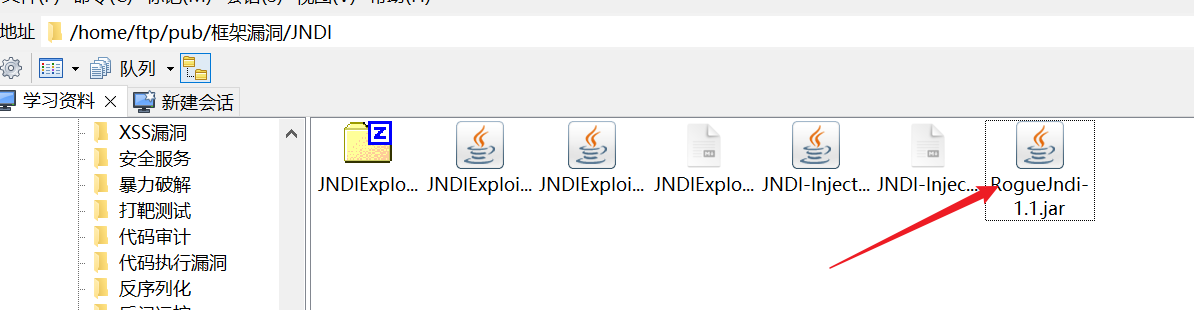 地址 /home/ftp/pub/框架漏洞/JNDI
队列
学习资料 新建会话
XSS漏洞
安全服务
暴力破解
打靶测试
代码审计
代码执行漏洞
反序列化
JNDIExplo... JNDIExploi... JNDIExploi... JNDIExplo... JNDI-Inject... JNDI-Injec... RogueJndi-
1.1.jar